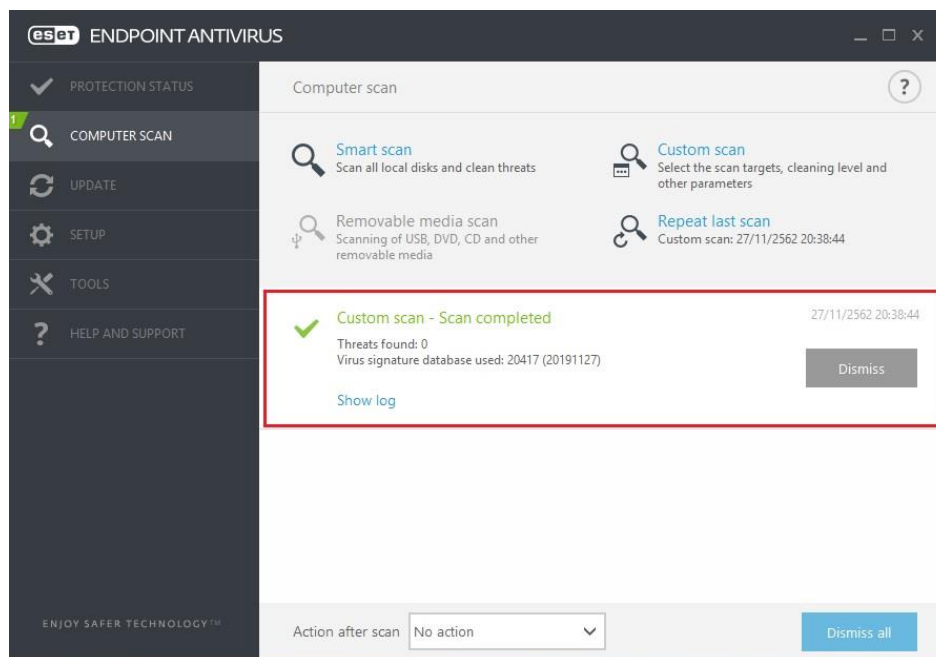 eset ENDPOINT ANTIVIRUS
PROTECTION STATUS
1
COMPUTER SCAN
UPDATE
SETUP
TOOLS
HELP AND SUPPORT
ENJOY SAFER TECHNOLOGY™
Computer scan
?
Smart scan
Scan all local disks and clean threats
Custom scan
Select the scan targets, cleaning level and
other parameters
Removable media scan
Scanning of USB, DVD, CD and other
removable media
Repeat last scan
Custom scan: 27/11/2562 20:38:44
Custom scan - Scan completed
27/11/2562 20:38:44
Threats found: 0
Virus signature database used: 20417 (20191127)
Dismiss
Show log
Action after scan No action
Dismiss all